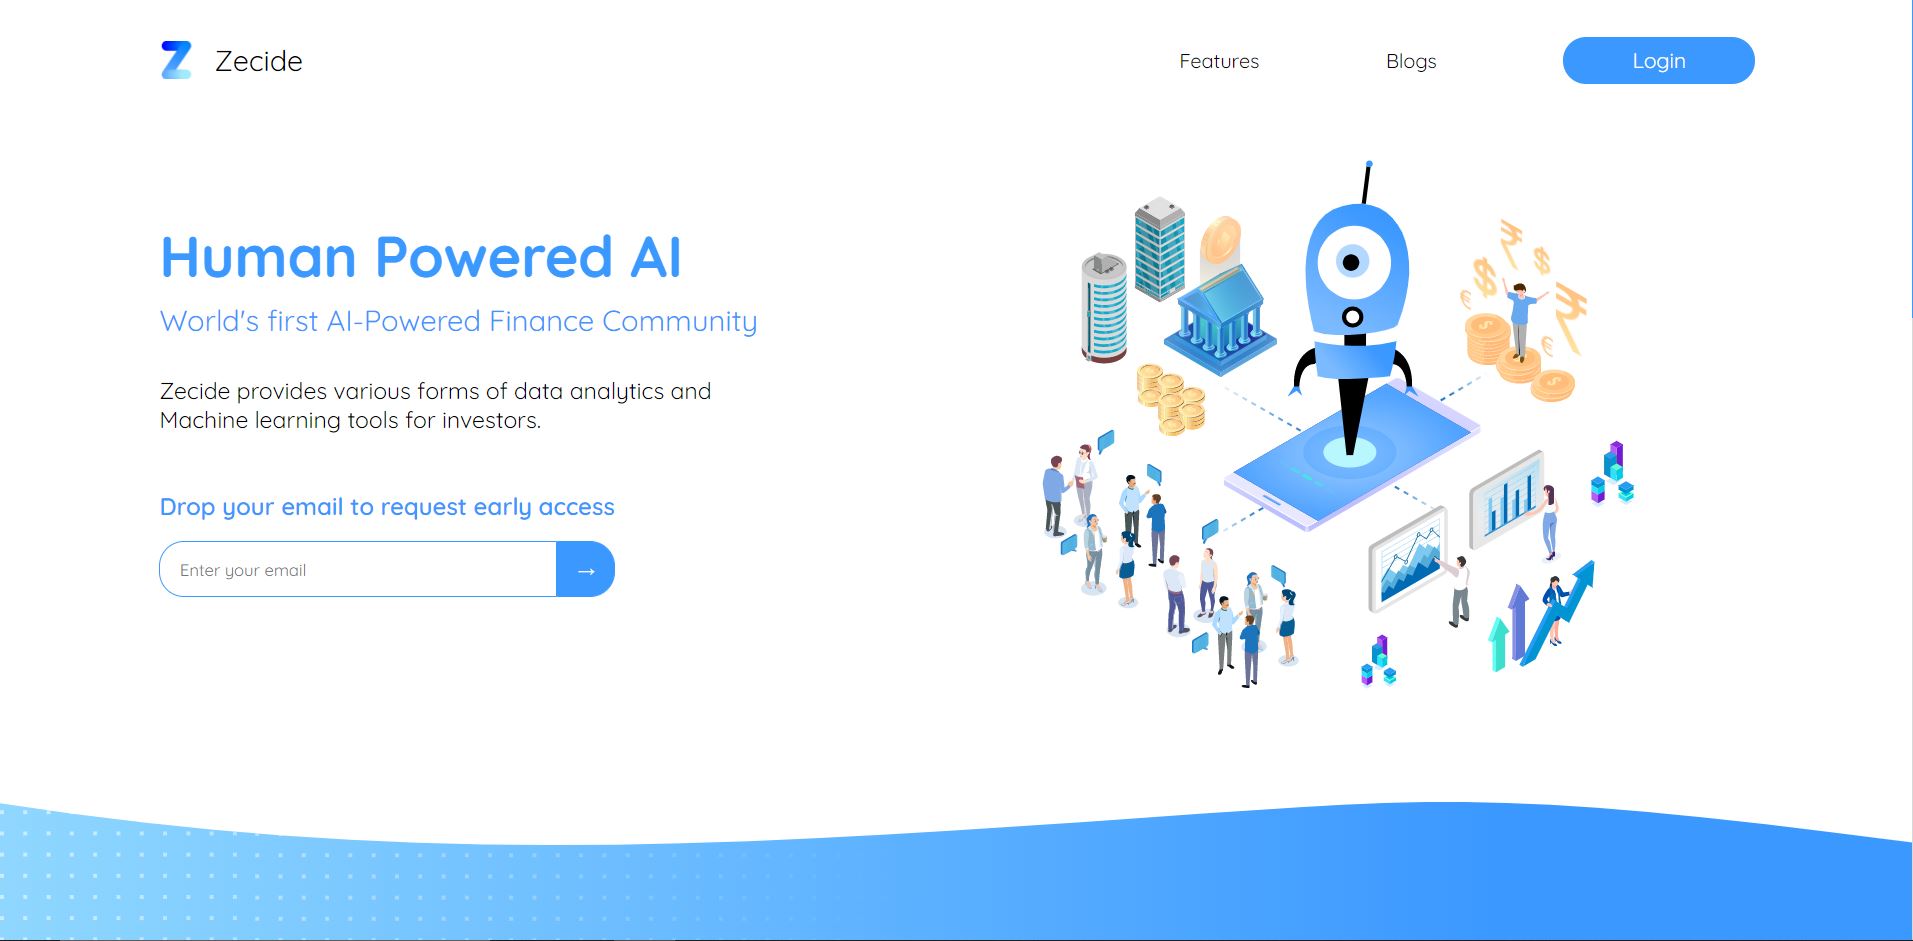 Zecide
Features
Blogs
Login
Human Powered AI
World's first AI-Powered Finance Community
Zecide provides various forms of data analytics and
Machine learning tools for investors.
Drop your email to request early access
Enter your email
→